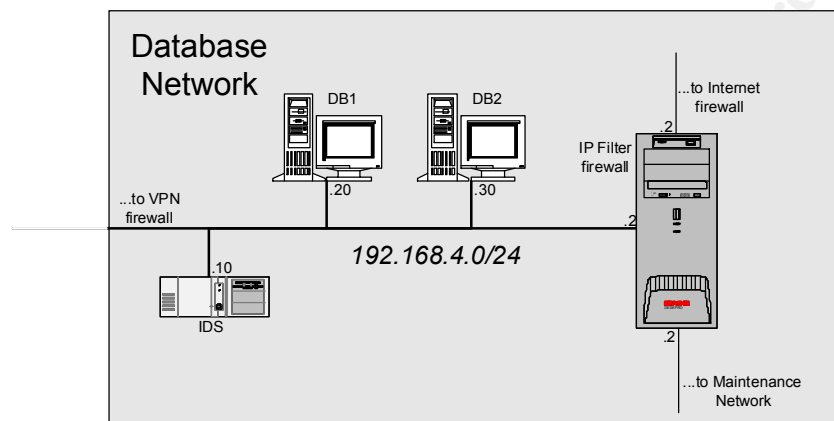 Database
Network
DB1
DB2
...to Internet
firewall
.2
IP Filter
firewall
.20
.30
...to VPN
firewall
.2
192.168.4.0/24
.10
IDS
.2
...to Maintenance
Network